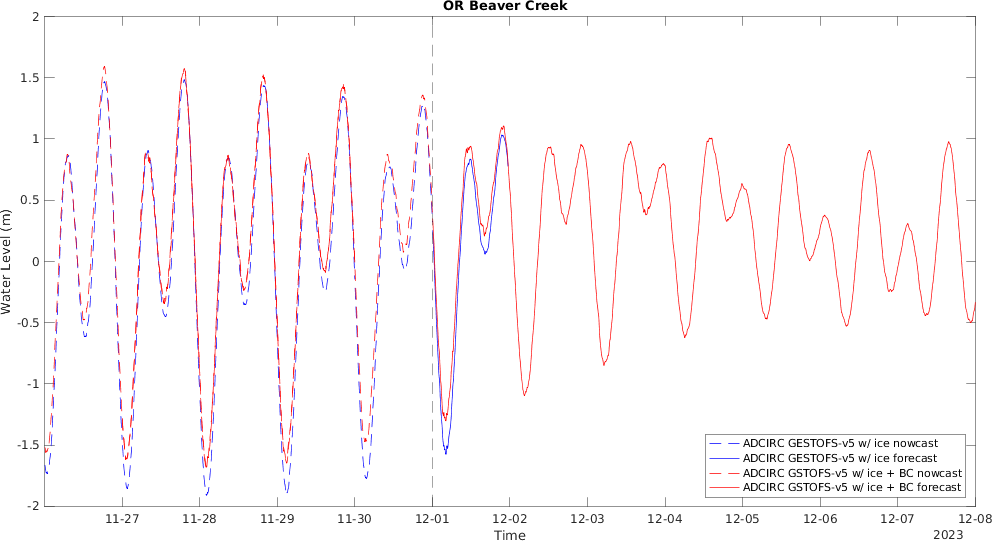 OR Beaver Creek
2
1.5
1
0.5
0
-0.5
-1
-1.5
-2
Water Level (m)
11-27 11-28 11-29 11-30 12-01 12-02 12-03 12-04 12-05 12-06 12-07 12-08
Time
2023
ADCIRC GESTOFS-v5 w/ ice nowcast
ADCIRC GESTOFS-v5 w/ ice forecast
ADCIRC GSTOFS-v5 w/ ice + BC nowcast
ADCIRC GSTOFS-v5 w/ ice + BC forecast